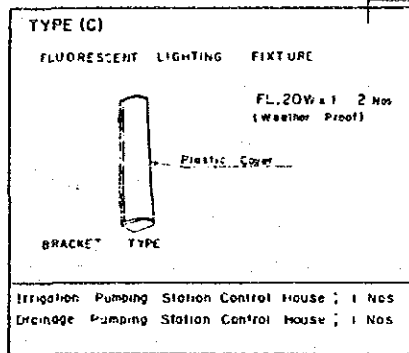 TYPE (C)
FLUORESCENT LIGHTING FIXTURE
FL, 20W x 1 2 Nos
(Weather Proof)
Plastic Cover
BRACKET TYPE
Irrigation Pumping Station Control House ; 1 Nos
Drainage Pumping Station Control House ; 1 Nos